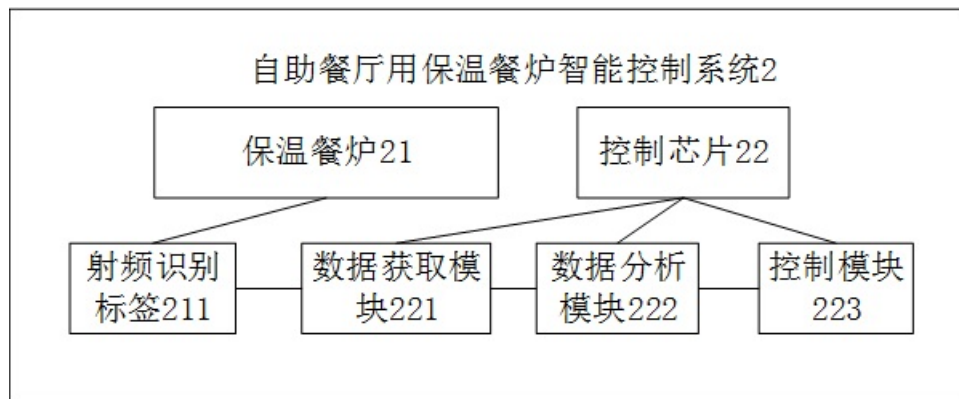 自助餐厅用保温餐炉智能控制系统2
保温餐炉21
控制芯片22
射频识别
标签211
数据获取模
块221
数据分析
模块222
控制模块
223